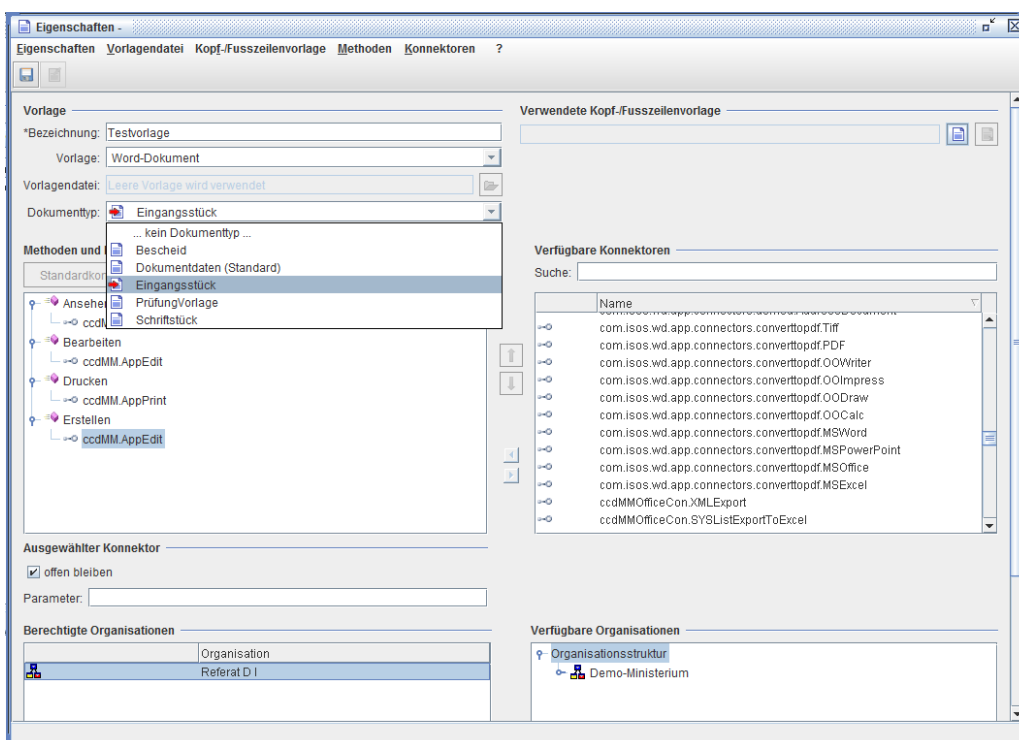 Eigenschaften -
Eigenschaften Vorlagendatei Kopf-/Fusszeilenvorlage Methoden Konnektoren ?
Vorlage
*Bezeichnung: Testvorlage
Vorlage: Word-Dokument
Vorlagendatei: Leere Vorlage wird verwendet
Dokumenttyp: Eingangsstück
... kein Dokumenttyp ...
Bescheid
Dokumentdaten (Standard)
Eingangsstück
PrüfungVorlage
Schriftstück
Methoden und
Standardkon
Ansehen
ccdM
Bearbeiten
ccdMM.AppEdit
Drucken
ccdMM.AppPrint
Erstellen
ccdMM.AppEdit
Verwendete Kopf-/Fusszeilenvorlage
Verfügbare Konnektoren
Suche:
Name
com.isos.wd.app.connectors.converttopdf.Tiff
com.isos.wd.app.connectors.converttopdf.PDF
com.isos.wd.app.connectors.converttopdf.OOWriter
com.isos.wd.app.connectors.converttopdf.OOImpress
com.isos.wd.app.connectors.converttopdf.OODraw
com.isos.wd.app.connectors.converttopdf.OOCalc
com.isos.wd.app.connectors.converttopdf.MSWord
com.isos.wd.app.connectors.converttopdf.MSPowerPoint
com.isos.wd.app.connectors.converttopdf.MSOffice
com.isos.wd.app.connectors.converttopdf.MSExcel
ccdMMOfficeCon.XMLExport
ccdMMOfficeCon.SYSListExportToExcel
Ausgewählter Konnektor
offen bleiben
Parameter:
Berechtigte Organisationen
Organisation
Referat D I
Verfügbare Organisationen
Organisationsstruktur
Demo-Ministerium